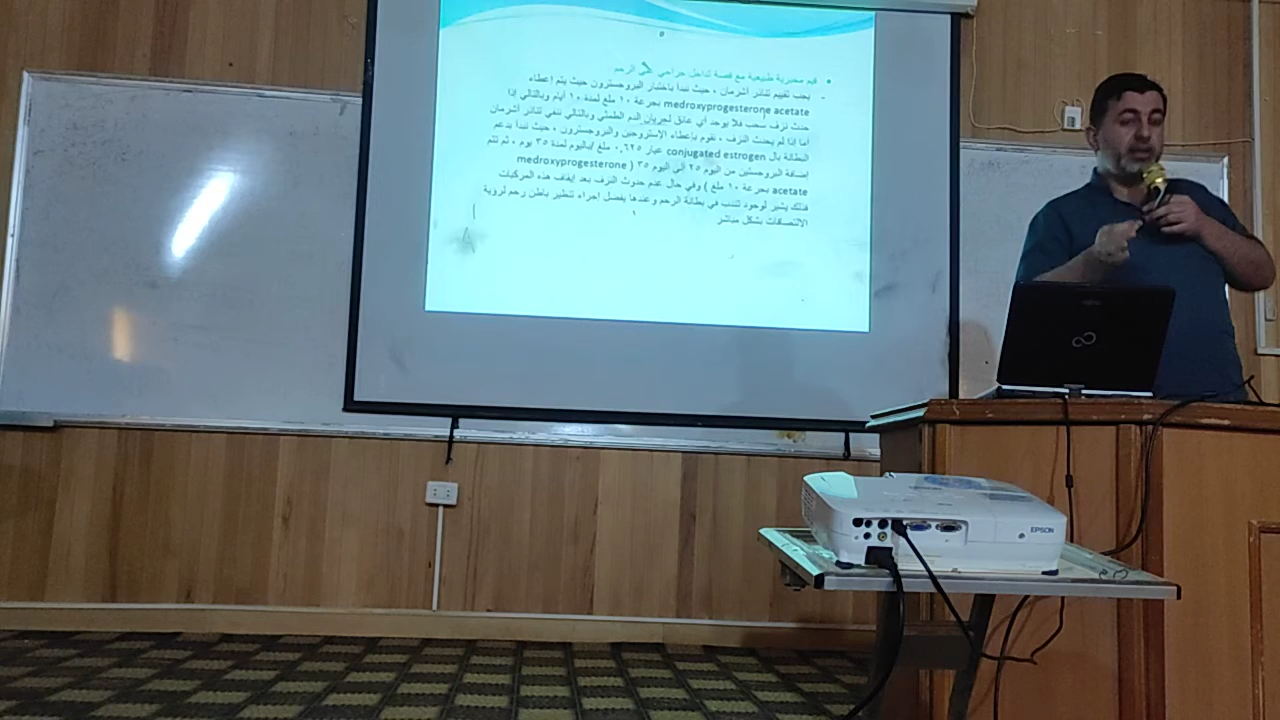 قيم مخبرية طبيعية مع قصة تداخل جراحي على الرحم
- يجب تقييم تناذر أشرمان ، حيث نبدأ باختبار البروجسترون حيث يتم إعطاء
medroxyprogesterone acetate بجرعة ١٠ ملغ لمدة ١٠ أيام وبالتالي إذا
حدث نزف سحب فلا يوجد أي عائق لجريان الدم الطمثي وبالتالي ننفي تناذر أشرمان
أما إذا لم يحدث النزف ، نقوم بإعطاء الإستروجين والبروجسترون ، حيث نبدأ بدعم
البطانة بال conjugated estrogen عيار ٠,٦٢٥ ملغ /باليوم لمدة ٣٥ يوم ، ثم تتم
إضافة البروجستين من اليوم ٢٥ الى اليوم ٣٥ ( medroxyprogesterone
acetate بجرعة ١٠ ملغ ) وفي حال عدم حدوث النزف بعد إيقاف هذه المركبات
فذلك يشير لوجود تندب في بطانة الرحم وعندها يفضل اجراء تنظير باطن رحم لرؤية
الالتصاقات بشكل مباشر
EPSON